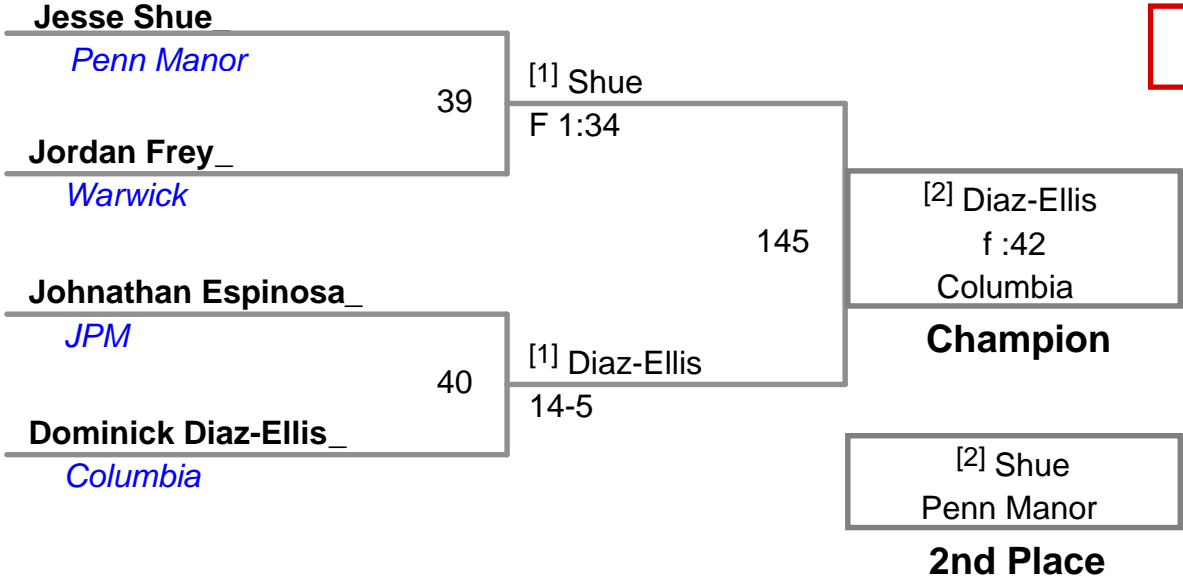 Jesse Shue_
Penn Manor
39
[1] Shue
F 1:34
Jordan Frey_
Warwick
145
[2] Diaz-Ellis
f :42
Columbia
Champion
Johnathan Espinosa_
JPM
40
[1] Diaz-Ellis
14-5
Dominick Diaz-Ellis_
Columbia
[2] Shue
Penn Manor
2nd Place